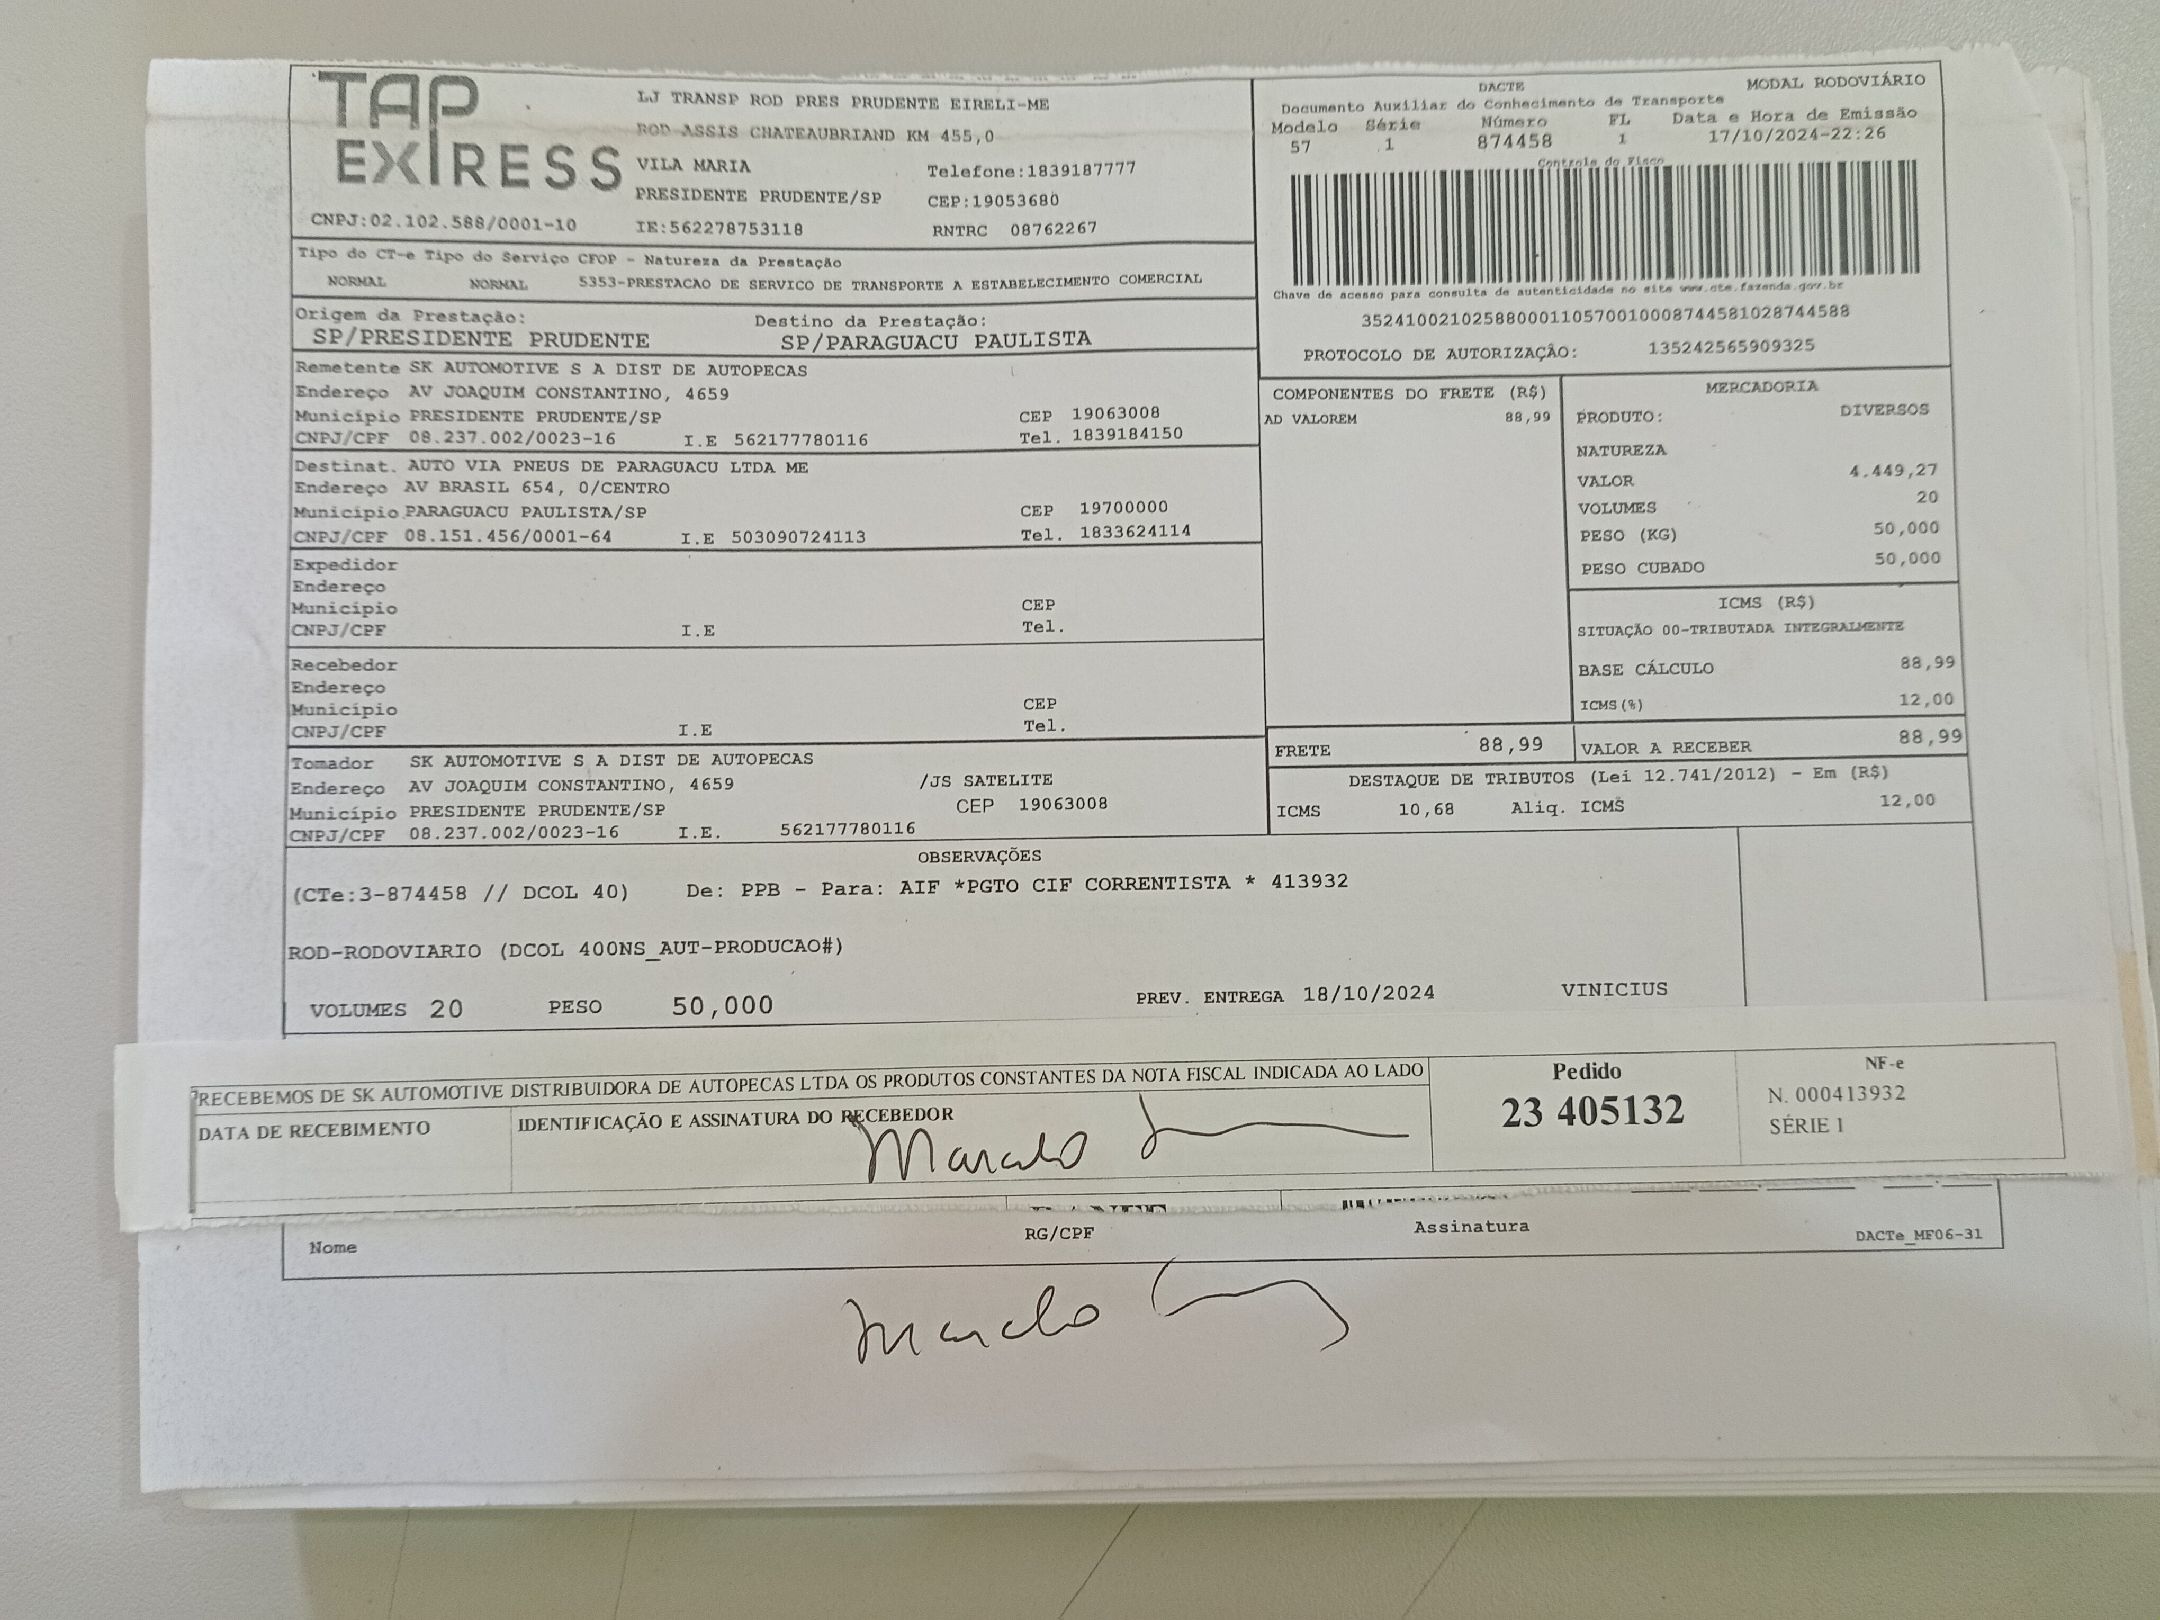 TAP
EXPRESS
LJ TRANSP ROD PRES PRUDENTE EIRELI-ME
ROD ASSIS CHATEAUBRIAND KM 455,0
VILA MARIA Telefone:1839187777
PRESIDENTE PRUDENTE/SP CEP:19053680
CNPJ:02.102.588/0001-10 IE:562278753118 RNTRC 08762267
DACTE MODAL RODOVIÁRIO
Documento Auxiliar do Conhecimento de Transporte
Modelo Série Número FL Data e Hora de Emissão
57 1 874458 1 17/10/2024-22:26
Controle do Fisco
Chave de acesso para consulta de autenticidade no site www.cte.fazenda.gov.br
35241002102588000110570010008744581028744588
PROTOCOLO DE AUTORIZAÇÃO: 135242565909325
Tipo do CT-e Tipo do Serviço CFOP - Natureza da Prestação
NORMAL NORMAL 5353-PRESTACAO DE SERVICO DE TRANSPORTE A ESTABELECIMENTO COMERCIAL
Origem da Prestação: Destino da Prestação:
SP/PRESIDENTE PRUDENTE SP/PARAGUACU PAULISTA
Remetente SK AUTOMOTIVE S A DIST DE AUTOPECAS
Endereço AV JOAQUIM CONSTANTINO, 4659
Município PRESIDENTE PRUDENTE/SP CEP 19063008
CNPJ/CPF 08.237.002/0023-16 I.E 562177780116 Tel. 1839184150
Destinat. AUTO VIA PNEUS DE PARAGUACU LTDA ME
Endereço AV BRASIL 654, 0/CENTRO
Município PARAGUACU PAULISTA/SP CEP 19700000
CNPJ/CPF 08.151.456/0001-64 I.E 503090724113 Tel. 1833624114
Expedidor
Endereço
Município CEP
CNPJ/CPF I.E Tel.
Recebedor
Endereço
Município CEP
CNPJ/CPF I.E Tel.
Tomador SK AUTOMOTIVE S A DIST DE AUTOPECAS
Endereço AV JOAQUIM CONSTANTINO, 4659 /JS SATELITE
Município PRESIDENTE PRUDENTE/SP CEP 19063008
CNPJ/CPF 08.237.002/0023-16 I.E. 562177780116
COMPONENTES DO FRETE (R$)
AD VALOREM 88,99
MERCADORIA
PRODUTO: DIVERSOS
NATUREZA
VALOR 4.449,27
VOLUMES 20
PESO (KG) 50,000
PESO CUBADO 50,000
ICMS (R$)
SITUAÇÃO 00-TRIBUTADA INTEGRALMENTE
BASE CÁLCULO 88,99
ICMS(%) 12,00
FRETE 88,99 VALOR A RECEBER 88,99
DESTAQUE DE TRIBUTOS (Lei 12.741/2012) - Em (R$)
ICMS 10,68 Aliq. ICMS 12,00
OBSERVAÇÕES
(CTe:3-874458 // DCOL 40) De: PPB - Para: AIF *PGTO CIF CORRENTISTA * 413932
ROD-RODOVIARIO (DCOL 400NS_AUT-PRODUCAO#)
VOLUMES 20 PESO 50,000 PREV. ENTREGA 18/10/2024 VINICIUS
RECEBEMOS DE SK AUTOMOTIVE DISTRIBUIDORA DE AUTOPECAS LTDA OS PRODUTOS CONSTANTES DA NOTA FISCAL INDICADA AO LADO
DATA DE RECEBIMENTO IDENTIFICAÇÃO E ASSINATURA DO RECEBEDOR
Marcelo
Pedido
23 405132
NF-e
N. 000413932
SÉRIE 1
Nome RG/CPF Assinatura DACTe_MF06-31
Marcelo